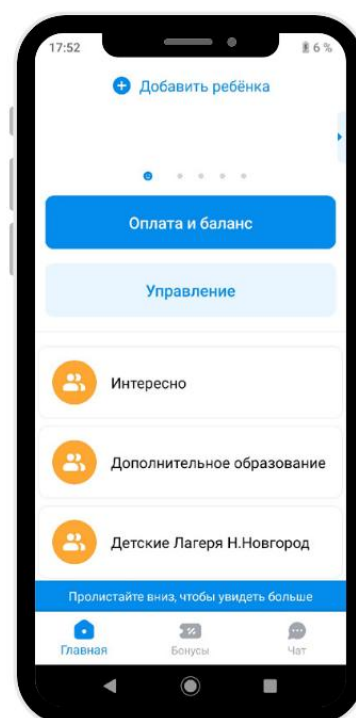 17:52
6 %
Добавить ребёнка
Оплата и баланс
Управление
Интересно
Дополнительное образование
Детские Лагеря Н.Новгород
Пролистайте вниз, чтобы увидеть больше
Главная
Бонусы
Чат